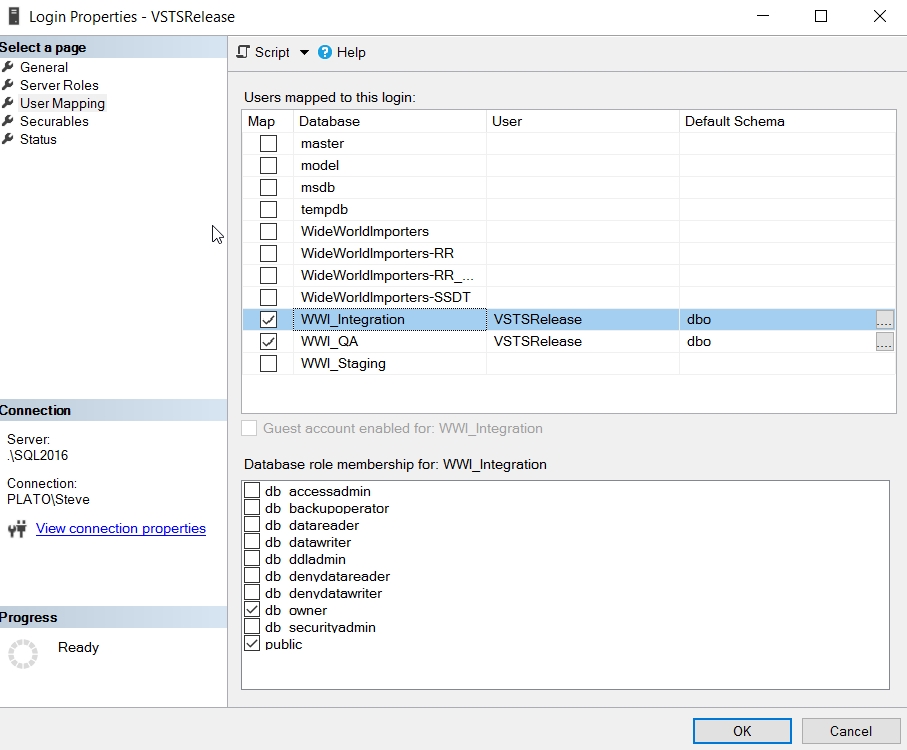 Login Properties - VSTSRelease
Select a page
General
Server Roles
User Mapping
Securables
Status
Script Help
Users mapped to this login:
Map Database User Default Schema
master
model
msdb
tempdb
WideWorldImporters
WideWorldImporters-RR
WideWorldImporters-RR_...
WideWorldImporters-SSDT
WWI_Integration VSTSRelease dbo ....
WWI_QA VSTSRelease dbo ....
WWI_Staging
Guest account enabled for: WWI_Integration
Database role membership for: WWI_Integration
db_accessadmin
db_backupoperator
db_datareader
db_datawriter
db_ddladmin
db_denydatareader
db_denydatawriter
db_owner
db_securityadmin
public
Connection
Server:
.\SQL2016
Connection:
PLATO\Steve
View connection properties
Progress
Ready
OK Cancel